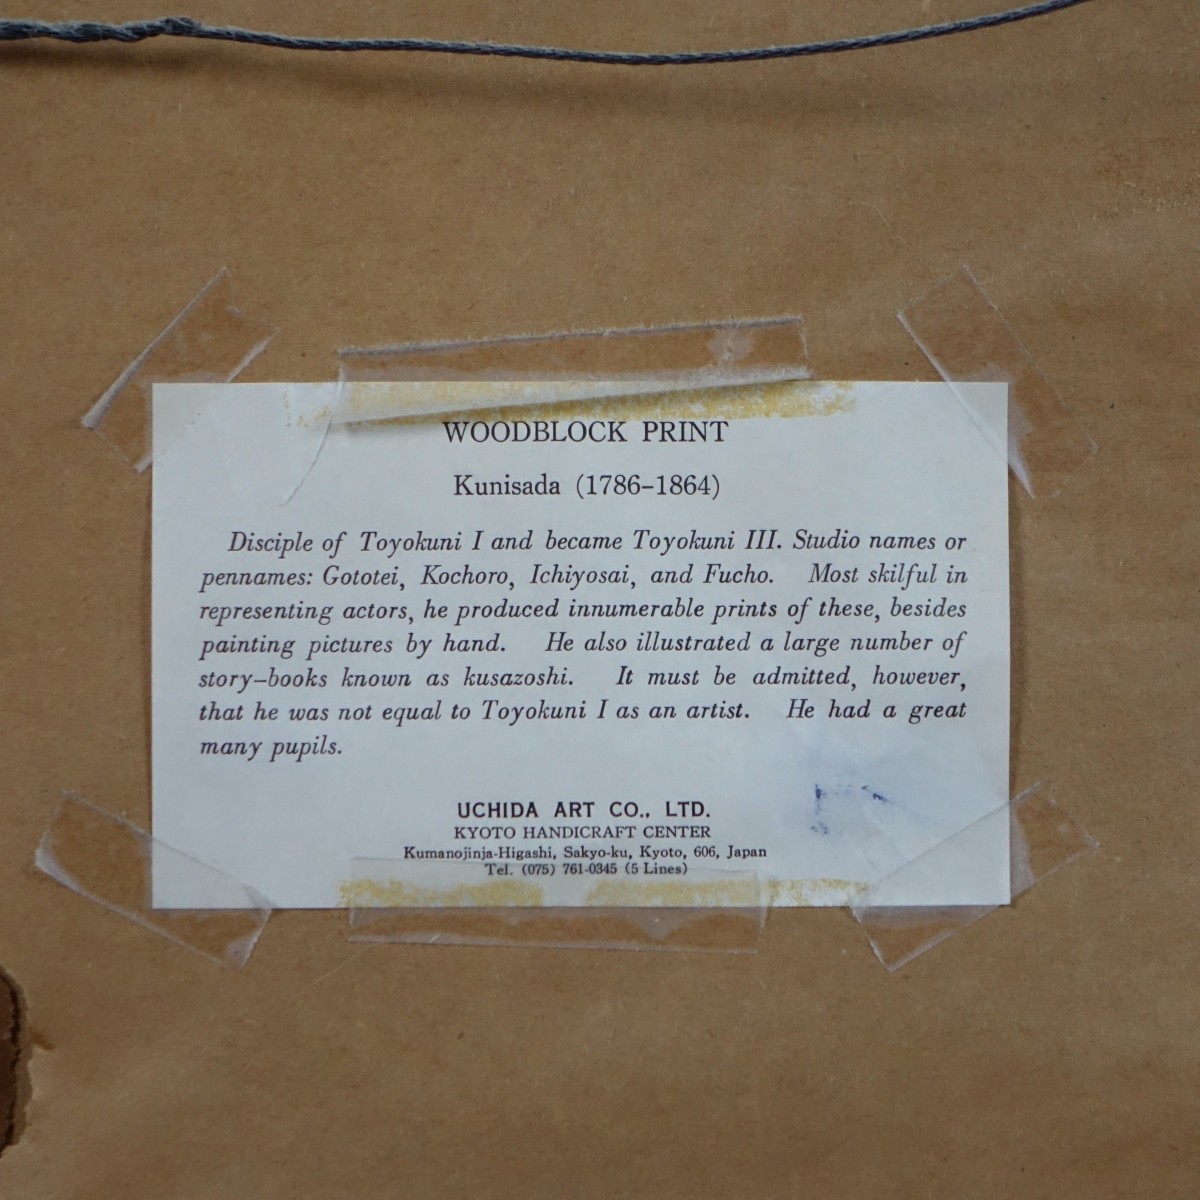 WOODBLOCK PRINT
Kunisada (1786–1864)
Disciple of Toyokuni I and became Toyokuni III. Studio names or
pennames: Gototei, Kochoro, Ichiyosai, and Fucho. Most skilful in
representing actors, he produced innumerable prints of these, besides
painting pictures by hand. He also illustrated a large number of
story–books known as kusazoshi. It must be admitted, however,
that he was not equal to Toyokuni I as an artist. He had a great
many pupils.
UCHIDA ART CO., LTD.
KYOTO HANDICRAFT CENTER
Kumanojinja-Higashi, Sakyo-ku, Kyoto, 606, Japan
Tel. (075) 761-0345 (5 Lines)